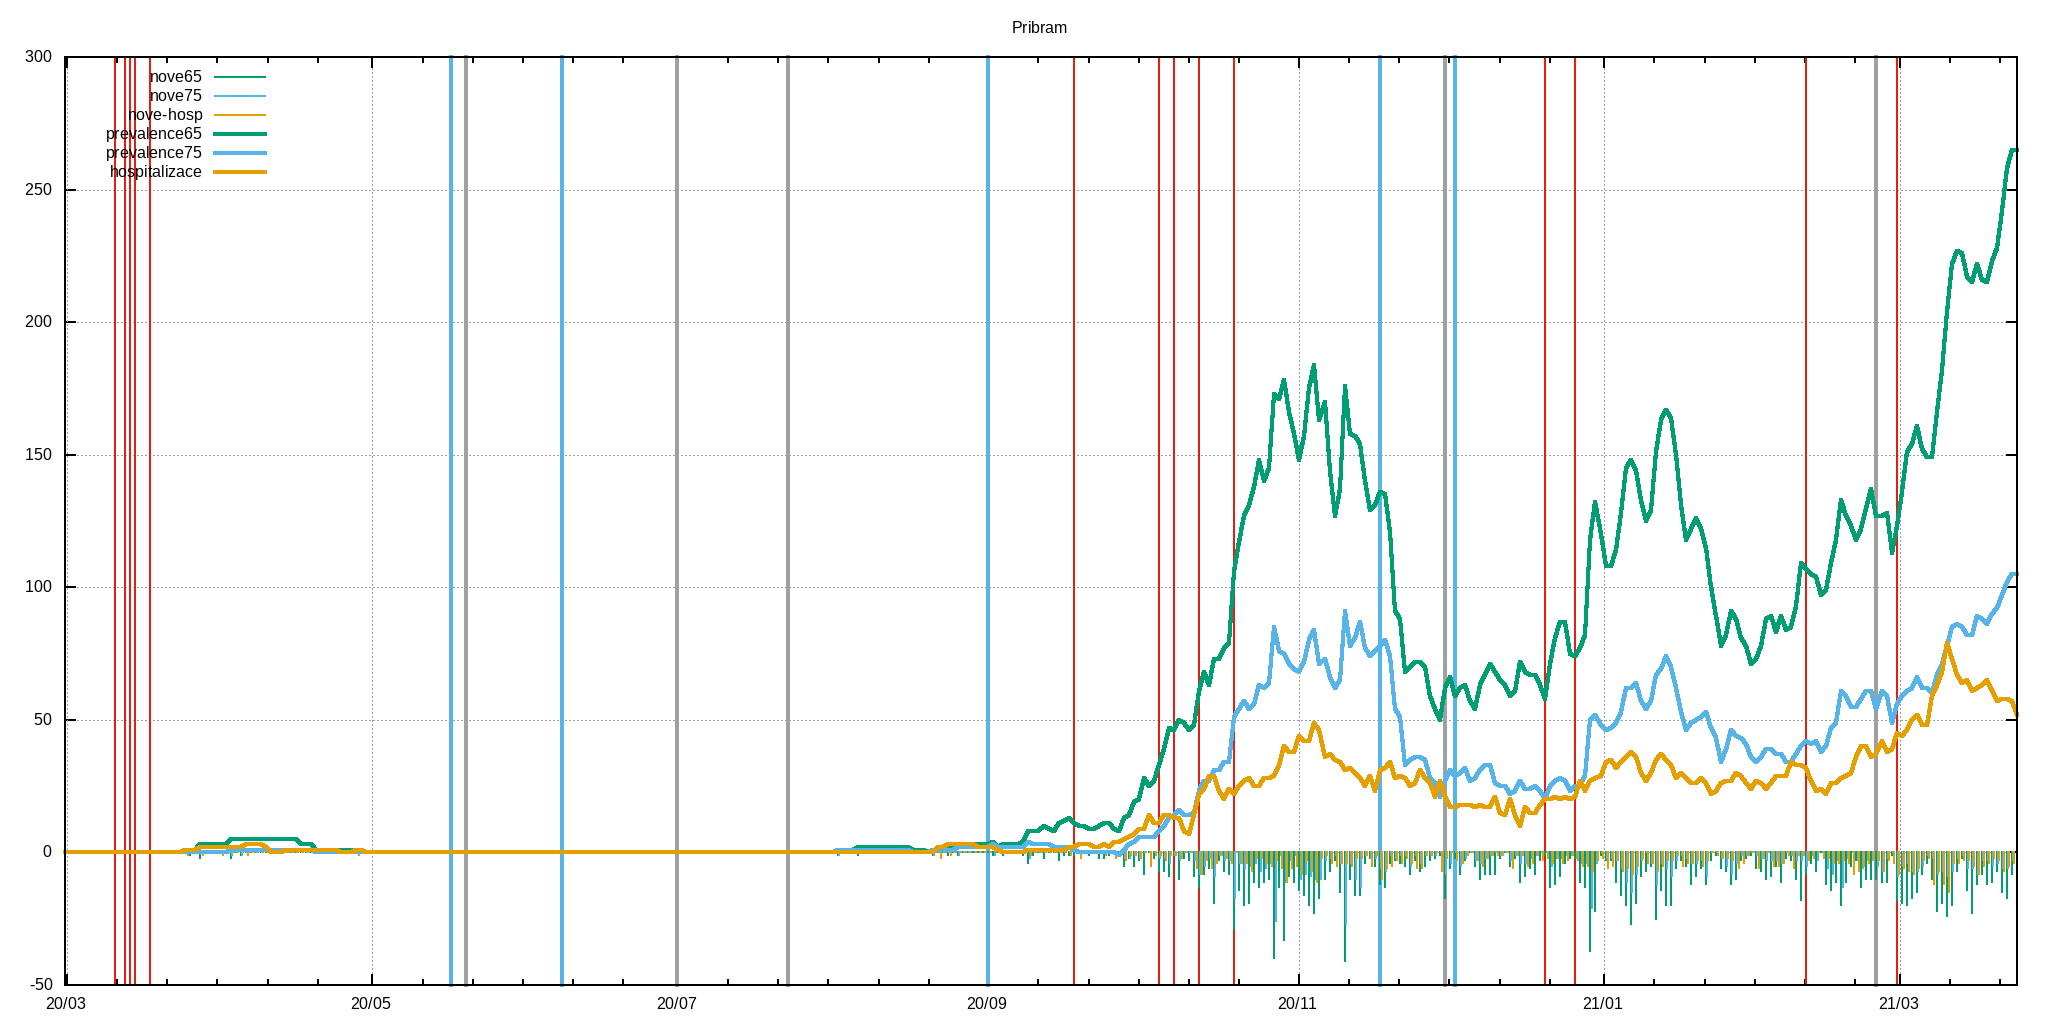 Pribram
300
250
200
150
100
50
0
-50
nove65
nove75
nove-hosp
prevalence65
prevalence75
hospitalizace
20/03 20/05 20/07 20/09 20/11 21/01 21/03